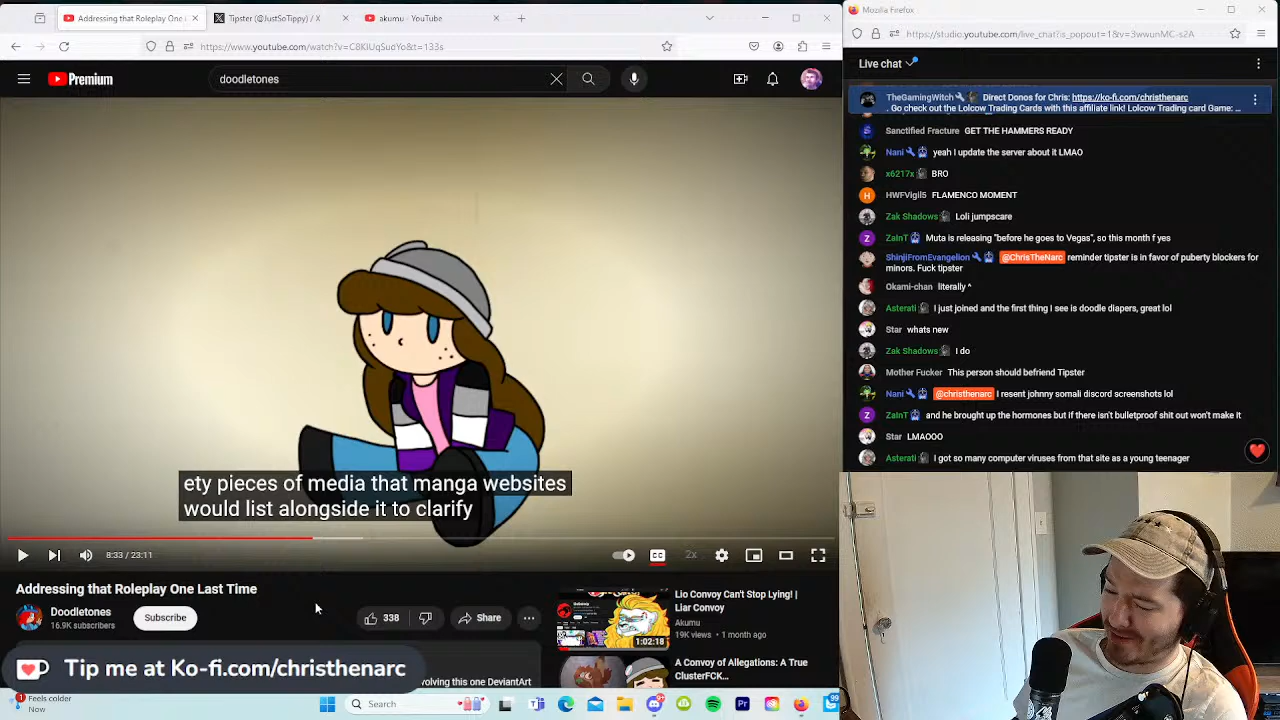 Addressing that Roleplay One
Tipster (@JustSoTippy) / X
akumu - YouTube
Mozilla Firefox
https://www.youtube.com/watch?v=C8KIUqSudYo&t=133s
https://studio.youtube.com/live_chat?is_popout=1&v=3wwunMC-s2A
Premium
doodletones
Live chat
TheGamingWitch Direct Donos for Chris: https://ko-fi.com/christhenarc
. Go check out the Lolcow Trading Cards with this affiliate link! Lolcow Trading card Game: ...
Sanctified Fracture GET THE HAMMERS READY
Nani yeah I update the server about it LMAO
x6217x BRO
HWFVigil5 FLAMENCO MOMENT
Zak Shadows Loli jumpscare
ZainT Muta is releasing "before he goes to Vegas", so this month f yes
ShinjiFromEvangelion @ChrisTheNarc reminder tipster is in favor of puberty blockers for
minors. Fuck tipster
Okami-chan literally ^
Asterati I just joined and the first thing I see is doodle diapers, great lol
Star whats new
Zak Shadows I do
Mother Fucker This person should befriend Tipster
Nani @christhenarc I resent johnny somali discord screenshots lol
ZainT and he brought up the hormones but if there isn't bulletproof shit out won't make it
Star LMAOOO
Asterati I got so many computer viruses from that site as a young teenager
ety pieces of media that manga websites
would list alongside it to clarify
8:33 / 23:11
CC
2x
Addressing that Roleplay One Last Time
Doodletones
16.9K subscribers
Subscribe
338
Share
Lio Convoy Can't Stop Lying! |
Liar Convoy
Akumu
19K views • 1 month ago
1:02:18
A Convoy of Allegations: A True
ClusterFCK...
Tip me at Ko-fi.com/christhenarc
volving this one DeviantArt
Feels colder
Now
Search
99